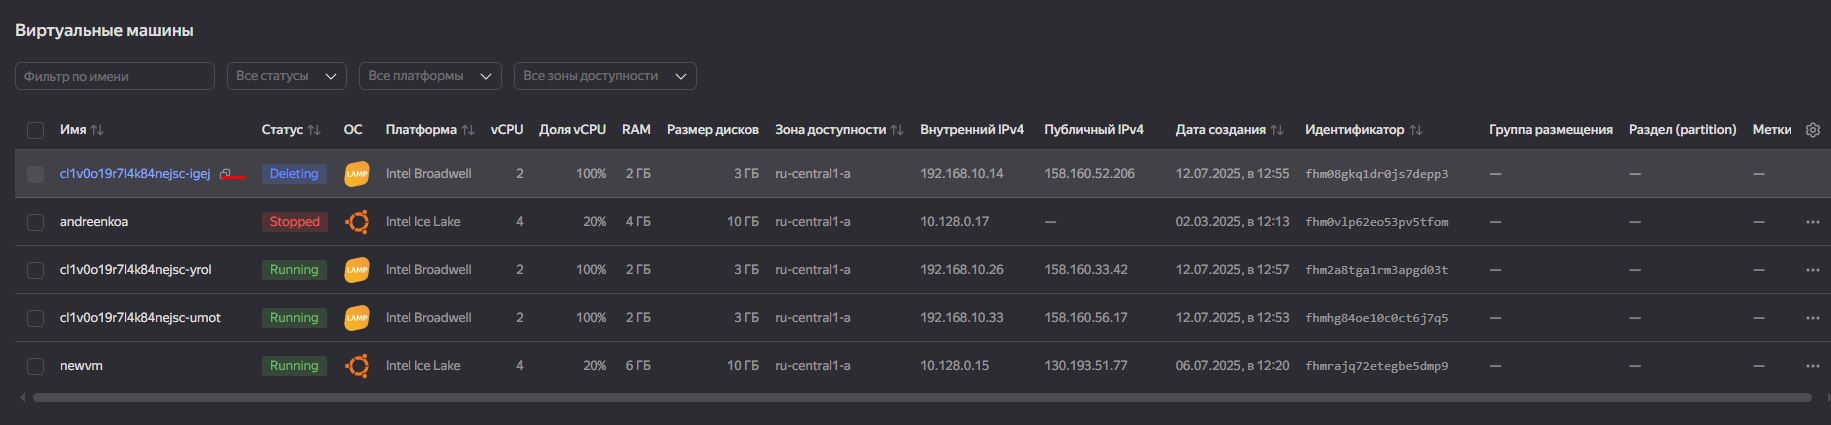 Виртуальные машины
Фильтр по имени Все статусы Все платформы Все зоны доступности
Имя Статус ОС Платформа vCPU Доля vCPU RAM Размер дисков Зона доступности Внутренний IPv4 Публичный IPv4 Дата создания Идентификатор Группа размещения Раздел (partition) Метки
cl1v0o19r7l4k84nejsc-igej Deleting LAMP Intel Broadwell 2 100% 2 ГБ 3 ГБ ru-central1-a 192.168.10.14 158.160.52.206 12.07.2025, в 12:55 fhm08gkq1dr0js7depp3 — — —
andreenkoa Stopped Intel Ice Lake 4 20% 4 ГБ 10 ГБ ru-central1-a 10.128.0.17 — 02.03.2025, в 12:13 fhm0vlp62eo53pv5tfom — — — ···
cl1v0o19r7l4k84nejsc-yrol Running LAMP Intel Broadwell 2 100% 2 ГБ 3 ГБ ru-central1-a 192.168.10.26 158.160.33.42 12.07.2025, в 12:57 fhm2a8tga1rm3apgd03t — — — ···
cl1v0o19r7l4k84nejsc-umot Running LAMP Intel Broadwell 2 100% 2 ГБ 3 ГБ ru-central1-a 192.168.10.33 158.160.56.17 12.07.2025, в 12:53 fhmhg84oe10c0ct6j7q5 — — — ···
newvm Running Intel Ice Lake 4 20% 6 ГБ 10 ГБ ru-central1-a 10.128.0.15 130.193.51.77 06.07.2025, в 12:20 fhmrajq72etegbe5dmp9 — — — ···